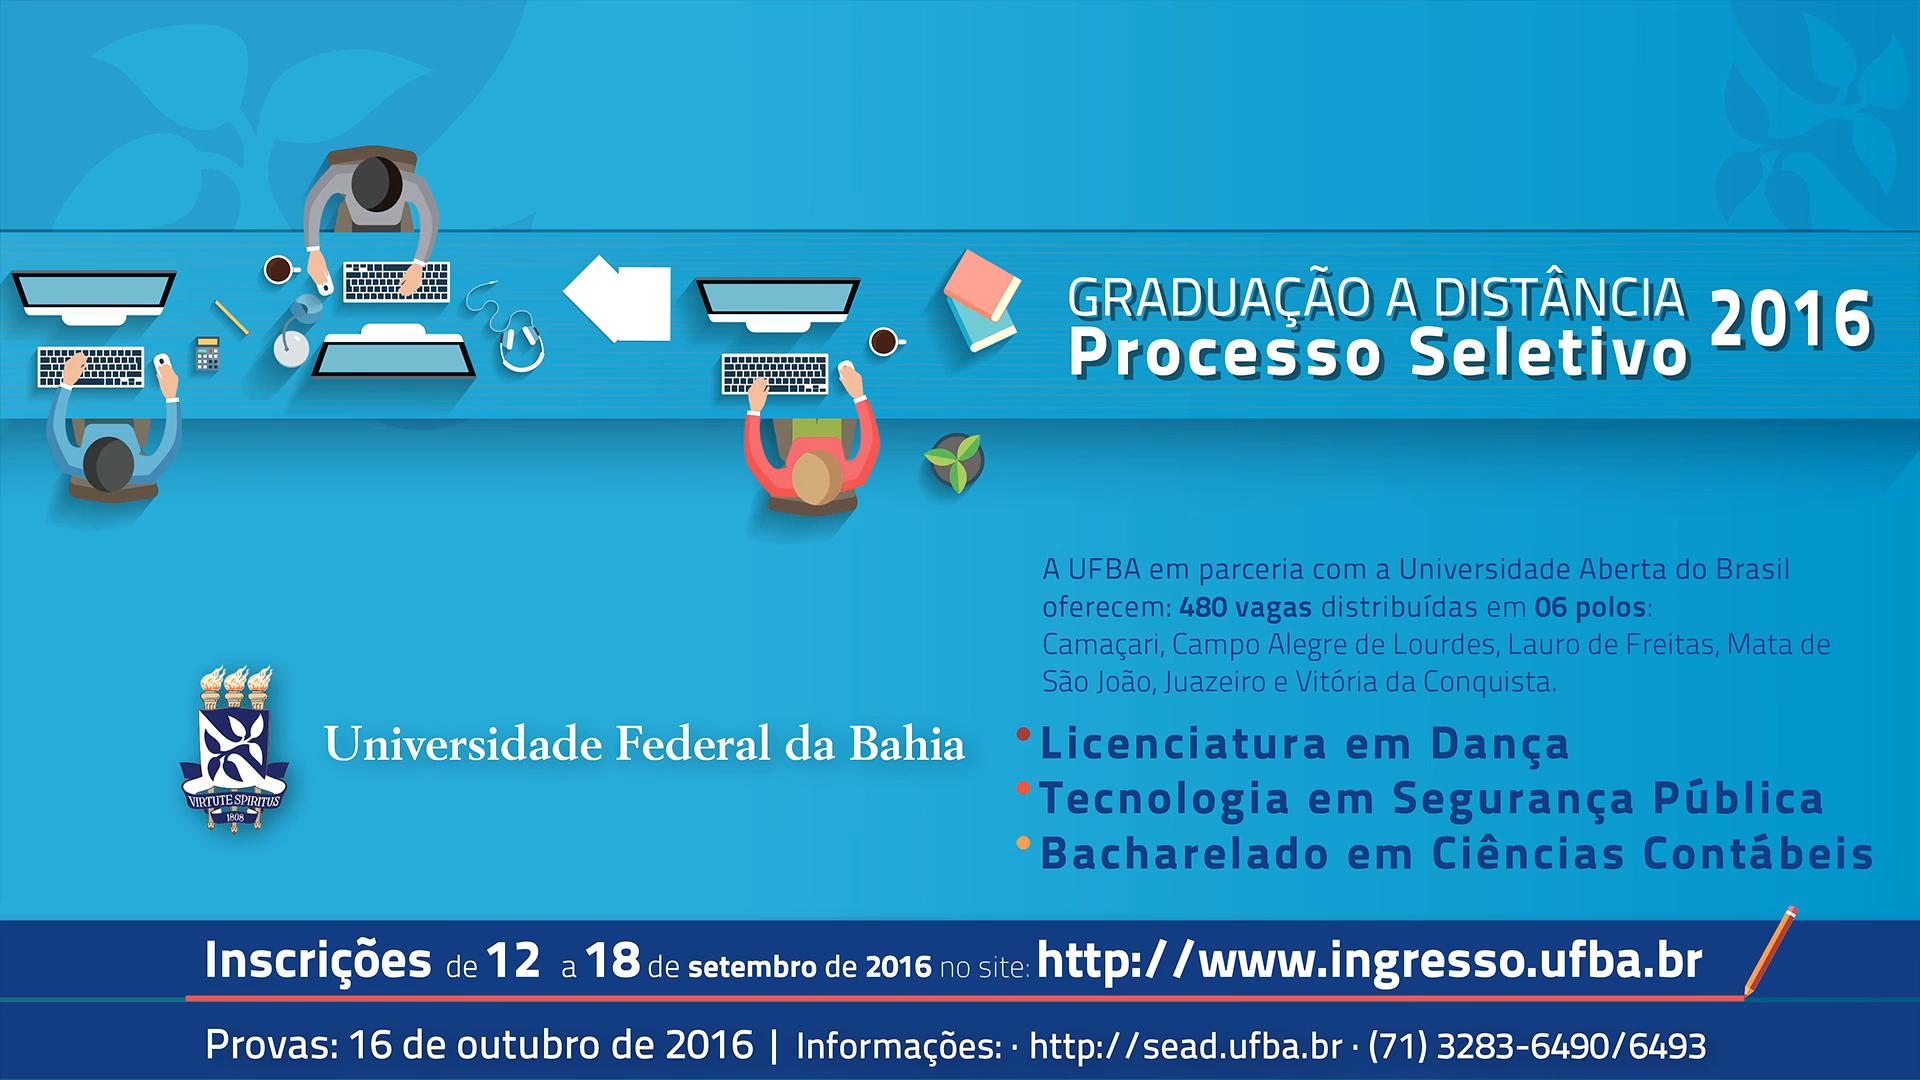 GRADUAÇÃO A DISTÂNCIA
Processo Seletivo
2016
A UFBA em parceria com a Universidade Aberta do Brasil
oferecem: 480 vagas distribuídas em 06 polos:
Camaçari, Campo Alegre de Lourdes, Lauro de Freitas, Mata de
São João, Juazeiro e Vitória da Conquista.
VIRTUTE SPIRITUS
1808
Universidade Federal da Bahia
• Licenciatura em Dança
• Tecnologia em Segurança Pública
• Bacharelado em Ciências Contábeis
Inscrições de 12 a 18 de setembro de 2016 no site: http://www.ingresso.ufba.br
Provas: 16 de outubro de 2016 | Informações: · http://sead.ufba.br · (71) 3283-6490/6493